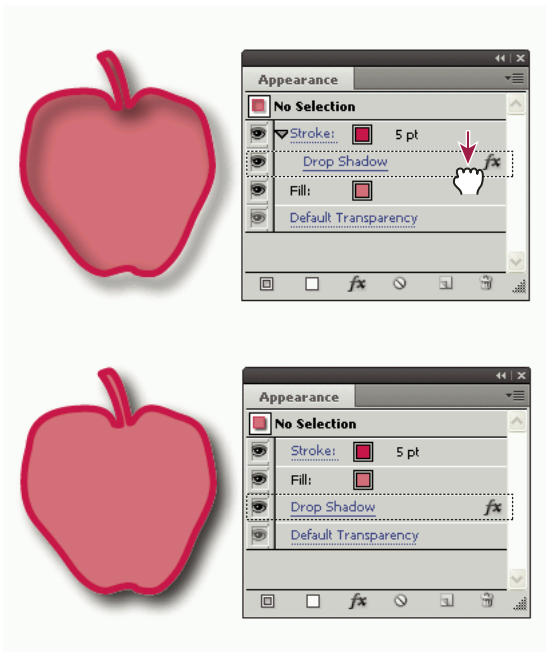 Appearance
No Selection
Stroke: 5 pt
Drop Shadow fx
Fill:
Default Transparency
fx
Appearance
No Selection
Stroke: 5 pt
Fill:
Drop Shadow fx
Default Transparency
fx